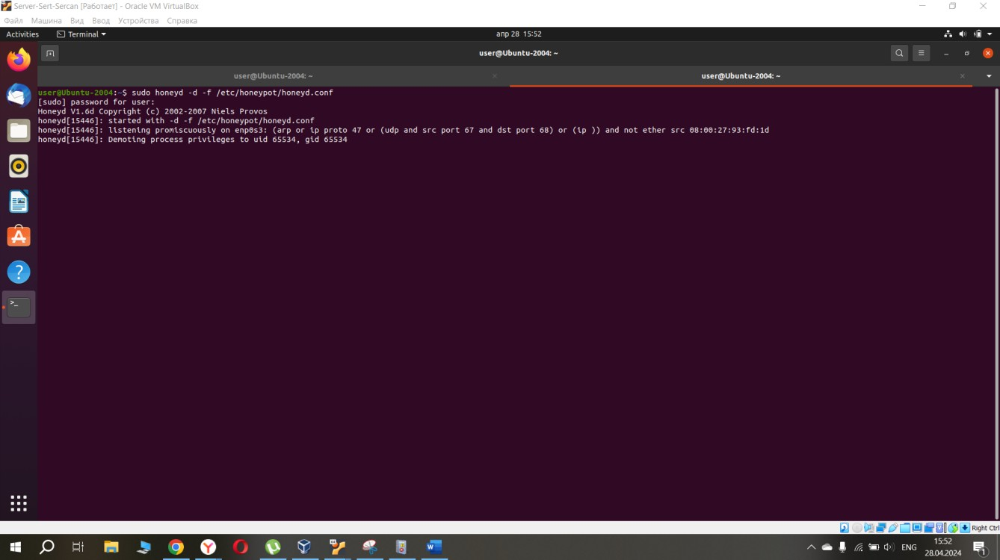 Server-Sert-Sercan [Работает] - Oracle VM VirtualBox
Файл Машина Вид Ввод Устройства Справка
Activities Terminal апр 28 15:52
user@Ubuntu-2004: ~
user@Ubuntu-2004: ~ user@Ubuntu-2004: ~
user@Ubuntu-2004:~$ sudo honeyd -d -f /etc/honeypot/honeyd.conf
[sudo] password for user:
Honeyd V1.6d Copyright (c) 2002-2007 Niels Provos
honeyd[15446]: started with -d -f /etc/honeypot/honeyd.conf
honeyd[15446]: listening promiscuously on enp0s3: (arp or ip proto 47 or (udp and src port 67 and dst port 68) or (ip )) and not ether src 08:00:27:93:fd:1d
honeyd[15446]: Demoting process privileges to uid 65534, gid 65534
Right Ctrl
ENG
15:52
28.04.2024
1